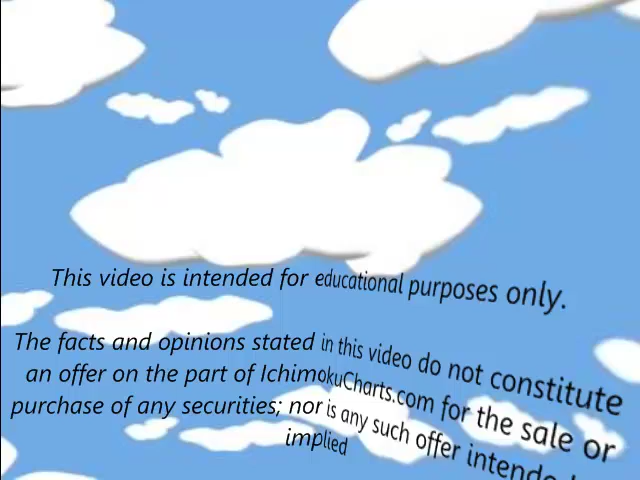 This video is intended for educational purposes only.
The facts and opinions stated in this video do not constitute
an offer on the part of IchimokuCharts.com for the sale or
purchase of any securities; nor is any such offer intended
implied